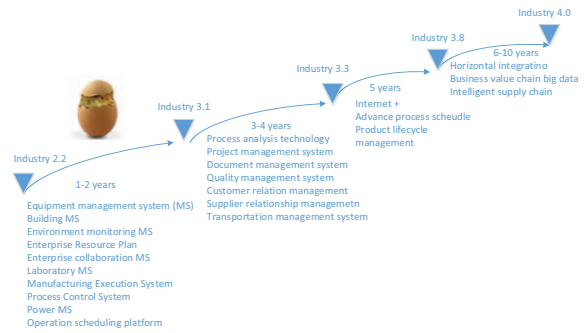 Industry 4.0
Industry 3.8
6-10 years
Horizontal integratino
Business value chain big data
Intelligent supply chain
Industry 3.3
5 years
Internet +
Advance process scheudle
Product lifecycle
management
Industry 3.1
3-4 years
Process analysis technology
Project management system
Document management system
Quality management system
Customer relation management
Supplier relationship managemetn
Transportation management system
Industry 2.2
1-2 years
Equipment management system (MS)
Building MS
Environment monitoring MS
Enterprise Resource Plan
Enterprise collaboration MS
Laboratory MS
Manufacturing Execution System
Process Control System
Power MS
Operation scheduling platform